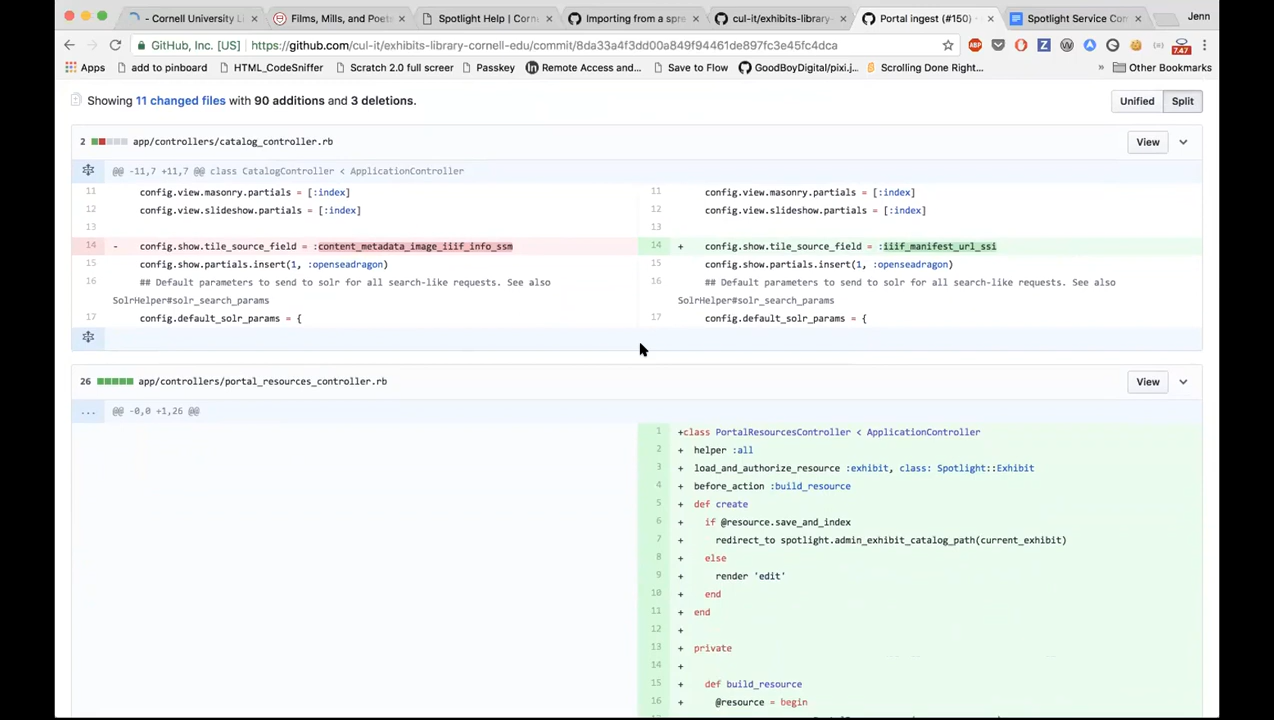 - Cornell University Li
Films, Mills, and Poet
Spotlight Help | Corn
Importing from a spre
cul-it/exhibits-library-
Portal ingest (#150)
Spotlight Service Con
Jenn
GitHub, Inc. [US] https://github.com/cul-it/exhibits-library-cornell-edu/commit/8da33a4f3dd00a849f94461de897fc3e45fc4dca
7.47
Apps add to pinboard HTML_CodeSniffer Scratch 2.0 full screer Passkey Remote Access and... Save to Flow GoodBoyDigital/pixi.j... Scrolling Done Right... » Other Bookmarks
Showing 11 changed files with 90 additions and 3 deletions.
Unified Split
2 app/controllers/catalog_controller.rb View
@@ -11,7 +11,7 @@ class CatalogController < ApplicationController
11 config.view.masonry.partials = [:index] 11 config.view.masonry.partials = [:index]
12 config.view.slideshow.partials = [:index] 12 config.view.slideshow.partials = [:index]
13 13
14 - config.show.tile_source_field = :content_metadata_image_iiif_info_ssm 14 + config.show.tile_source_field = :iiif_manifest_url_ssi
15 config.show.partials.insert(1, :openseadragon) 15 config.show.partials.insert(1, :openseadragon)
16 ## Default parameters to send to solr for all search-like requests. See also 16 ## Default parameters to send to solr for all search-like requests. See also
SolrHelper#solr_search_params SolrHelper#solr_search_params
17 config.default_solr_params = { 17 config.default_solr_params = {
26 app/controllers/portal_resources_controller.rb View
... @@ -0,0 +1,26 @@
1 +class PortalResourcesController < ApplicationController
2 + helper :all
3 + load_and_authorize_resource :exhibit, class: Spotlight::Exhibit
4 + before_action :build_resource
5 + def create
6 + if @resource.save_and_index
7 + redirect_to spotlight.admin_exhibit_catalog_path(current_exhibit)
8 + else
9 + render 'edit'
10 + end
11 + end
12 +
13 + private
14 +
15 + def build_resource
16 + @resource = begin